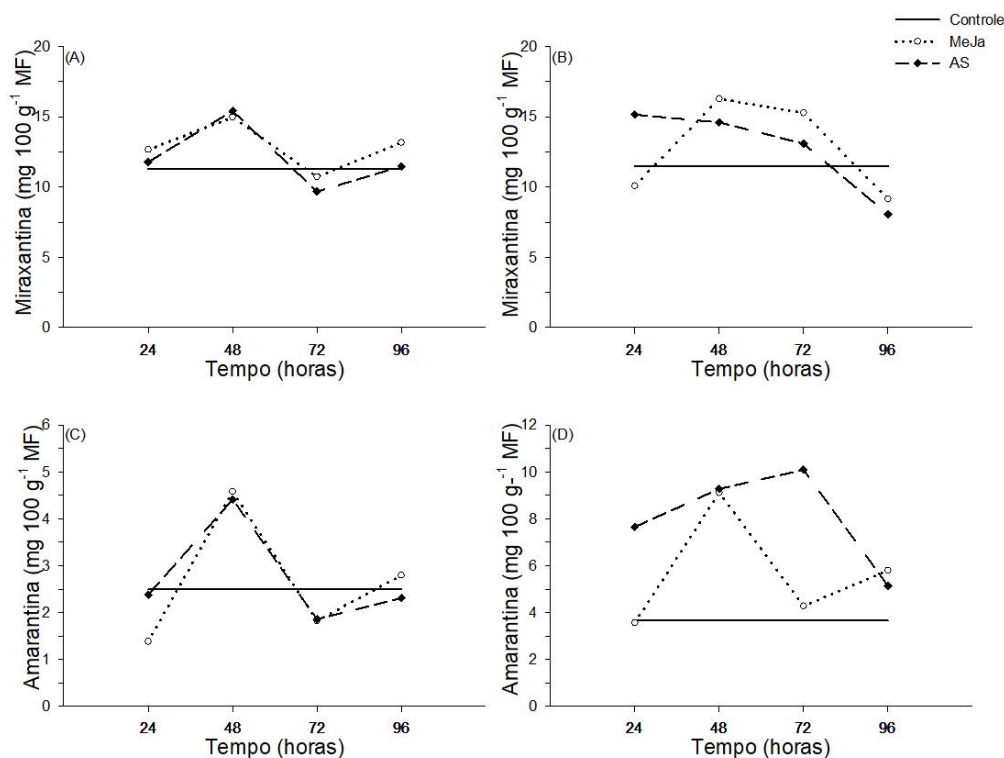 Controle
MeJa
AS
(A)
Miraxantina (mg 100 g⁻¹ MF)
20
15
10
5
0
24 48 72 96
Tempo (horas)
(B)
Miraxantina (mg 100 g⁻¹ MF)
20
15
10
5
0
24 48 72 96
Tempo (horas)
(C)
Amarantina (mg 100 g⁻¹ MF)
6
5
4
3
2
1
0
24 48 72 96
Tempo (horas)
(D)
Amarantina (mg 100 g-¹ MF)
12
10
8
6
4
2
0
24 48 72 96
Tempo (horas)